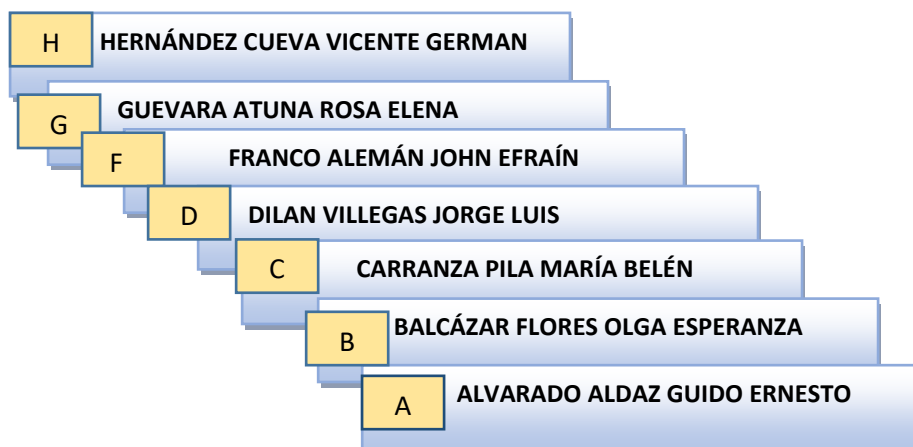 H HERNÁNDEZ CUEVA VICENTE GERMAN
G GUEVARA ATUNA ROSA ELENA
F FRANCO ALEMÁN JOHN EFRAÍN
D DILAN VILLEGAS JORGE LUIS
C CARRANZA PILA MARÍA BELÉN
B BALCÁZAR FLORES OLGA ESPERANZA
A ALVARADO ALDAZ GUIDO ERNESTO